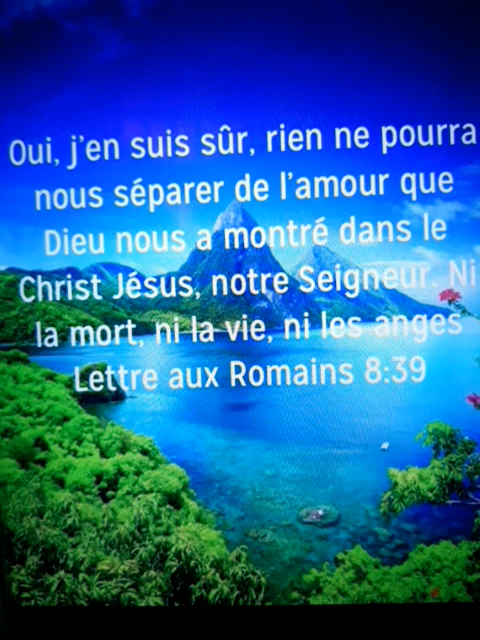 Oui, j'en suis sûr, rien ne pourra
nous séparer de l'amour que
Dieu nous a montré dans le
Christ Jésus, notre Seigneur. Ni
la mort, ni la vie, ni les anges
Lettre aux Romains 8:39